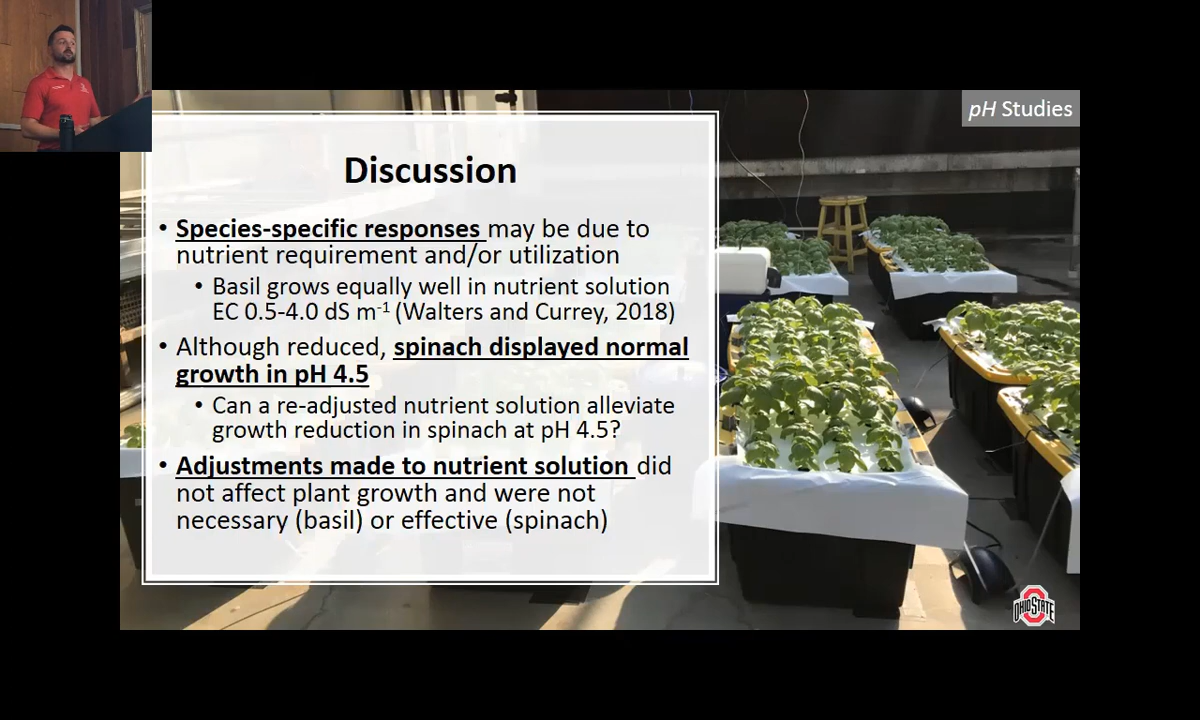 pH Studies
Discussion
• Species-specific responses may be due to
nutrient requirement and/or utilization
• Basil grows equally well in nutrient solution
EC 0.5-4.0 dS m⁻¹ (Walters and Currey, 2018)
• Although reduced, spinach displayed normal
growth in pH 4.5
• Can a re-adjusted nutrient solution alleviate
growth reduction in spinach at pH 4.5?
• Adjustments made to nutrient solution did
not affect plant growth and were not
necessary (basil) or effective (spinach)
OHIO STATE